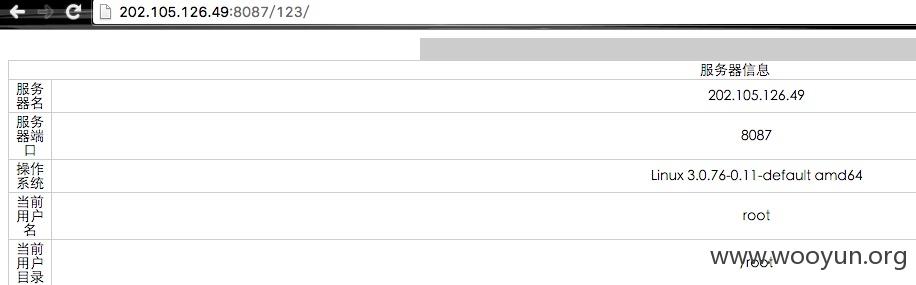 202.105.126.49:8087/123/
服务器信息
服务
器名
202.105.126.49
服务
器端
口
8087
操作
系统
Linux 3.0.76-0.11-default amd64
当前
用户
名
root
当前
用户
目录
/root
www.wooyun.org